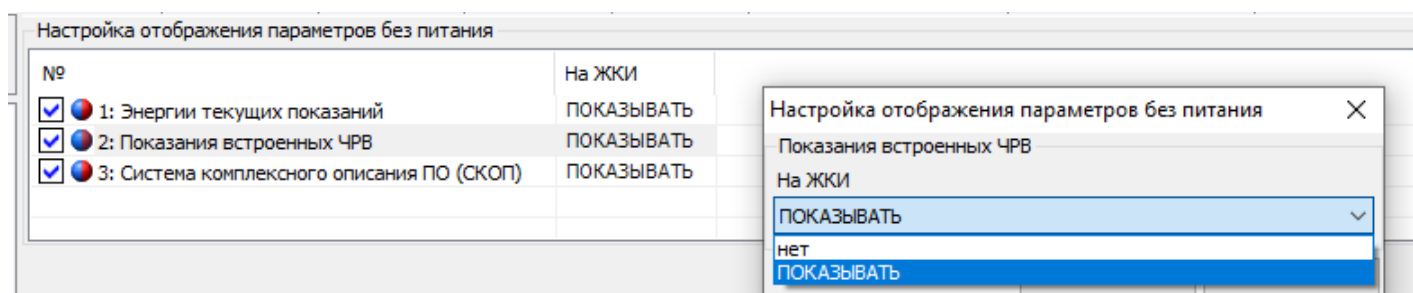 Настройка отображения параметров без питания
№ На ЖКИ
1: Энергии текущих показаний ПОКАЗЫВАТЬ
2: Показания встроенных ЧРВ ПОКАЗЫВАТЬ
3: Система комплексного описания ПО (СКОП) ПОКАЗЫВАТЬ
Настройка отображения параметров без питания
Показания встроенных ЧРВ
На ЖКИ
ПОКАЗЫВАТЬ
нет
ПОКАЗЫВАТЬ